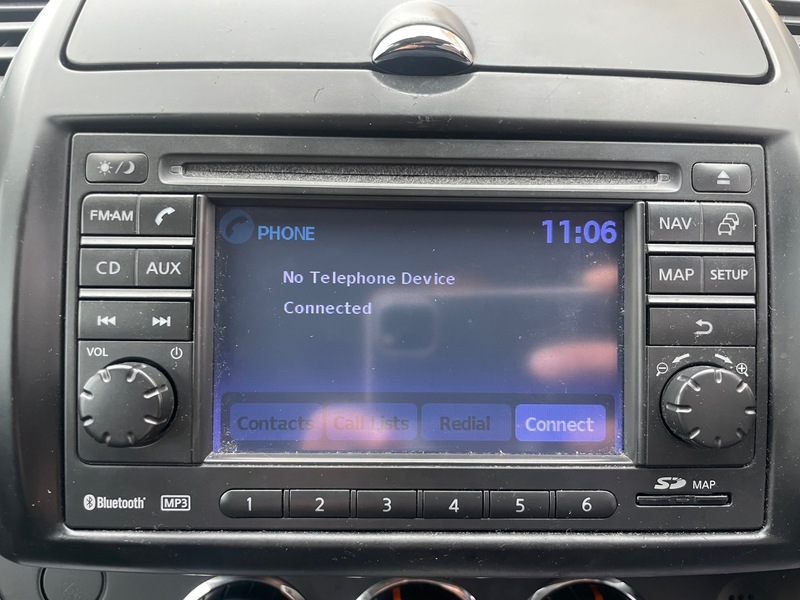 FM·AM
CD AUX
VOL
PHONE 11:06
No Telephone Device
Connected
Contacts Call Lists Redial Connect
NAV
MAP SETUP
Bluetooth MP3 1 2 3 4 5 6 SD MAP